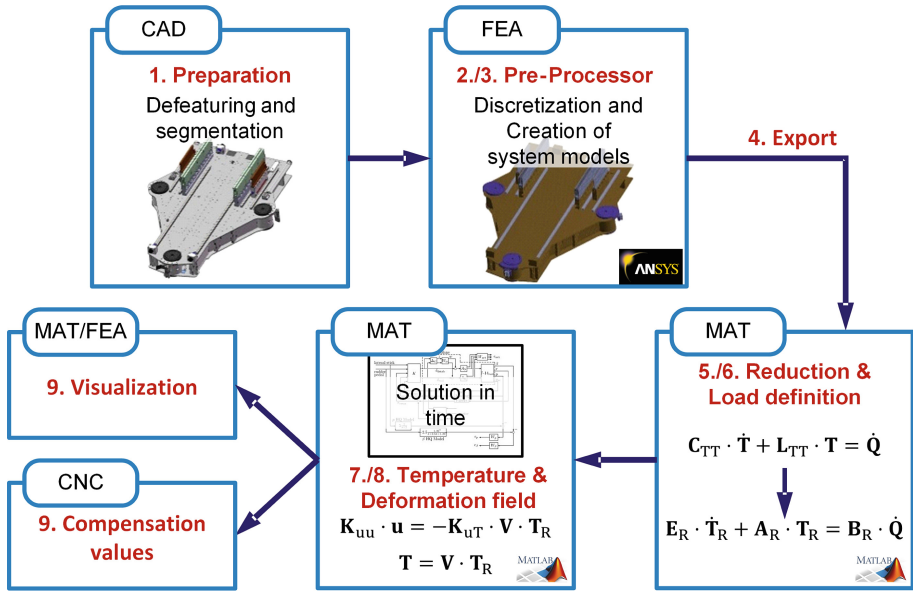 CAD
1. Preparation
Defeaturing and
segmentation
FEA
2./3. Pre-Processor
Discretization and
Creation of
system models
ANSYS
4. Export
MAT
5./6. Reduction &
Load definition
C_TT · Ṫ + L_TT · T = Q̇
E_R · Ṫ_R + A_R · T_R = B_R · Q̇
MATLAB
MAT
Solution in
time
7./8. Temperature &
Deformation field
K_uu · u = −K_uT · V · T_R
T = V · T_R
MATLAB
MAT/FEA
9. Visualization
CNC
9. Compensation
values